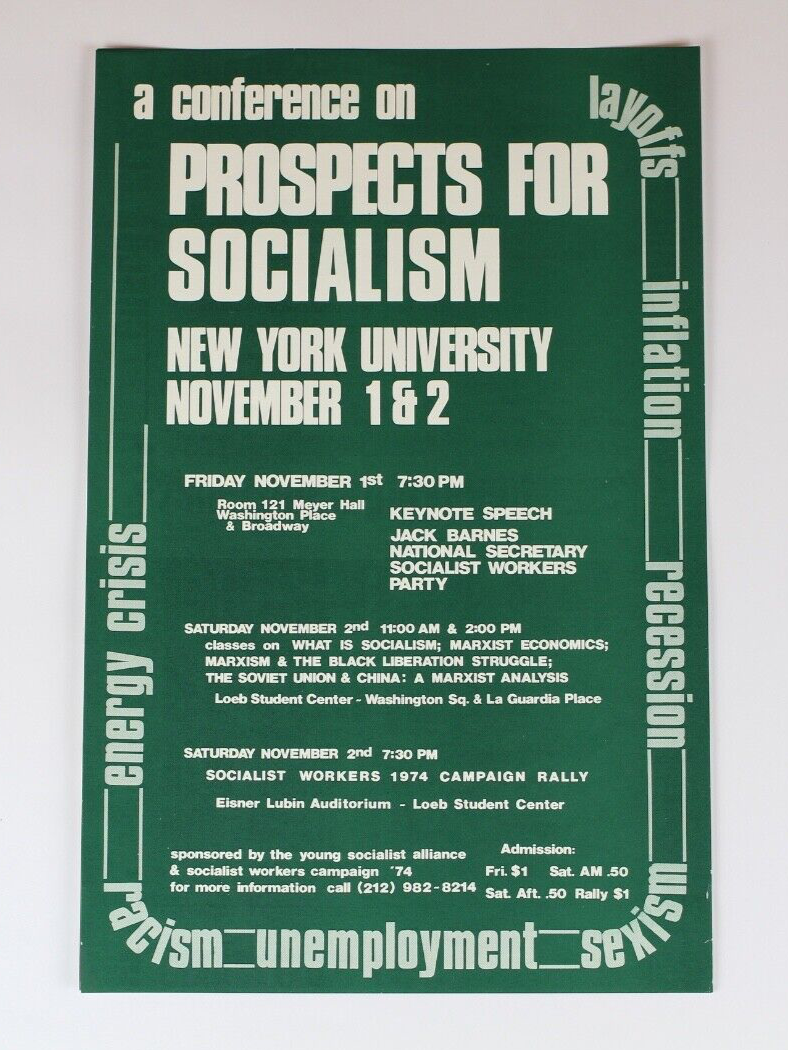 a conference on
PROSPECTS FOR
SOCIALISM
NEW YORK UNIVERSITY
NOVEMBER 1 & 2
FRIDAY NOVEMBER 1st 7:30 PM
Room 121 Meyer Hall
Washington Place
& Broadway
KEYNOTE SPEECH
JACK BARNES
NATIONAL SECRETARY
SOCIALIST WORKERS
PARTY
SATURDAY NOVEMBER 2nd 11:00 AM & 2:00 PM
classes on WHAT IS SOCIALISM; MARXIST ECONOMICS;
MARXISM & THE BLACK LIBERATION STRUGGLE;
THE SOVIET UNION & CHINA: A MARXIST ANALYSIS
Loeb Student Center - Washington Sq. & La Guardia Place
SATURDAY NOVEMBER 2nd 7:30 PM
SOCIALIST WORKERS 1974 CAMPAIGN RALLY
Eisner Lubin Auditorium - Loeb Student Center
sponsored by the young socialist alliance
& socialist workers campaign '74
for more information call (212) 982-8214
Admission:
Fri. $1 Sat. AM .50
Sat. Aft. .50 Rally $1
layoffs
inflation
recession
sexism
unemployment
racism
energy crisis